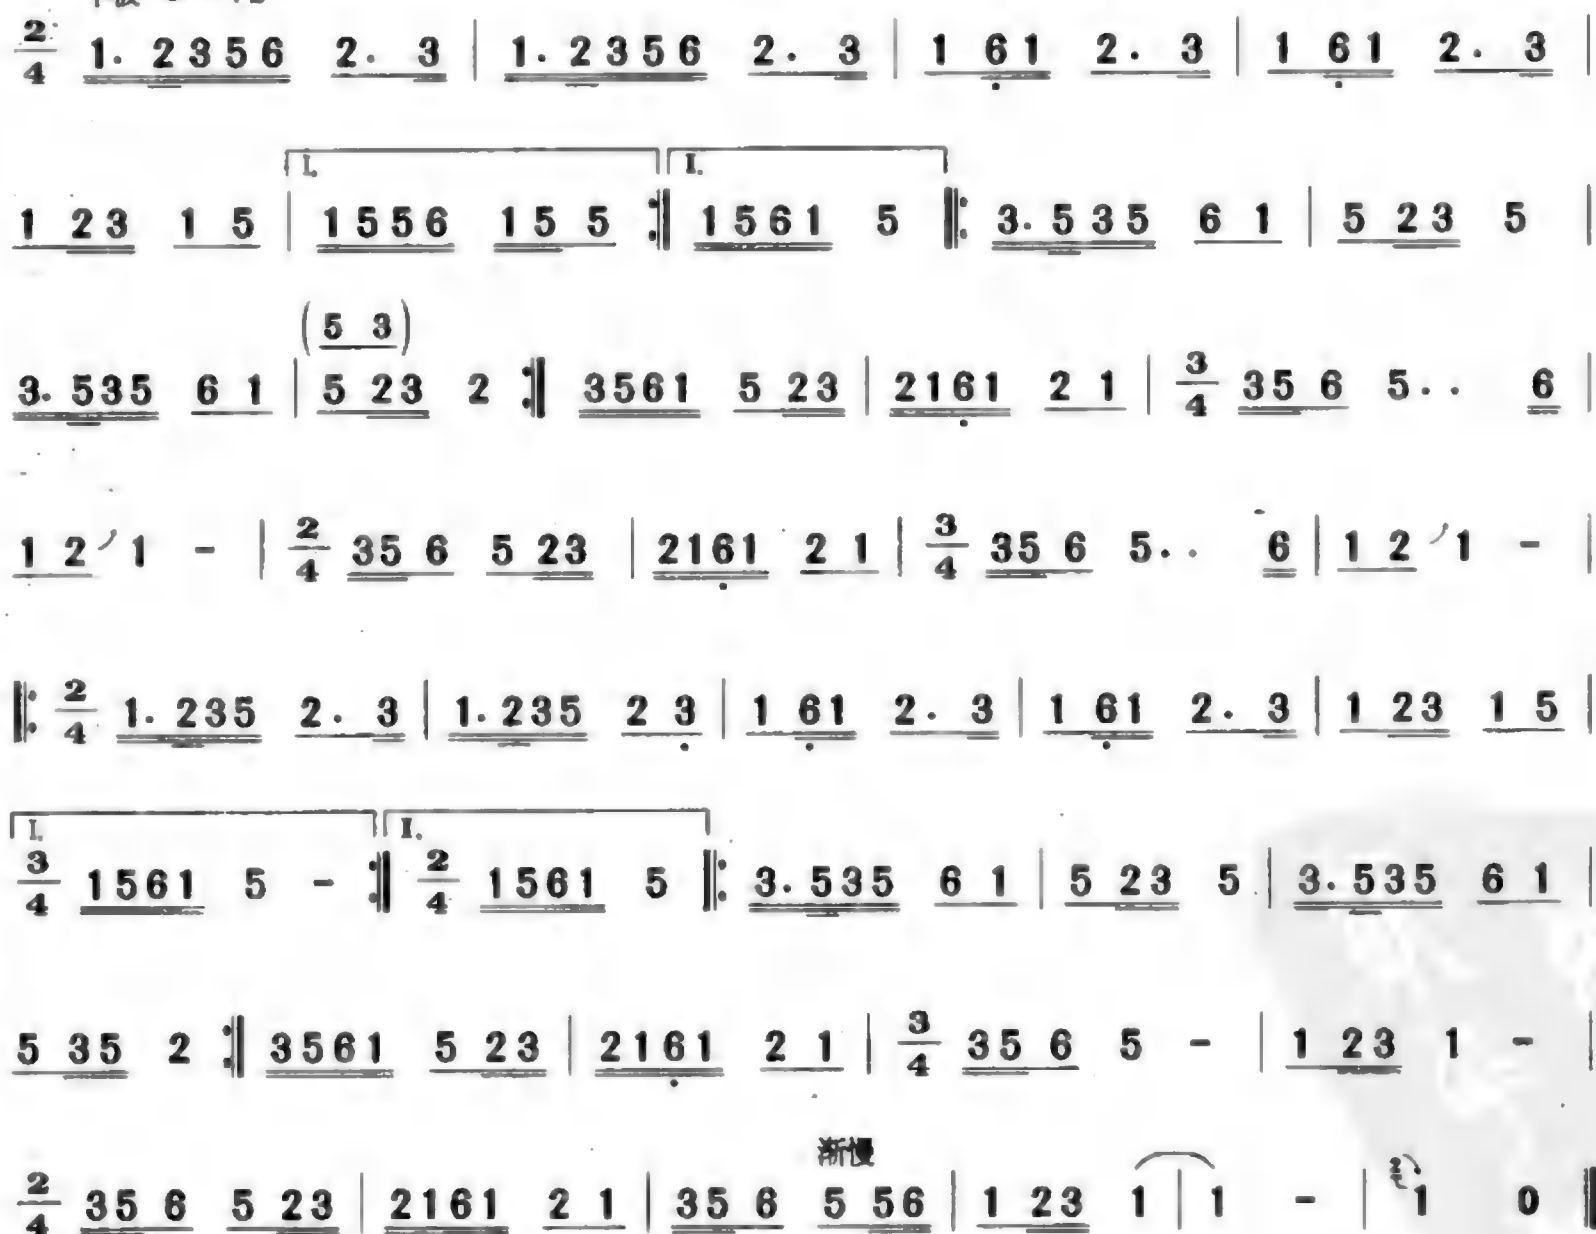 2/4 1. 2356 2. 3 | 1. 2356 2. 3 | 1 61 2. 3 | 1 61 2. 3 |
I. I.
1 23 1 5 | 1556 15 5 :‖ 1561 5 ‖: 3. 535 6 1 | 5 23 5 |
(5 3)
3. 535 6 1 | 5 23 2 :‖ 3561 5 23 | 2161 2 1 | 3/4 35 6 5.. 6 |
1 2 1 - | 2/4 35 6 5 23 | 2161 2 1 | 3/4 35 6 5.. 6 | 1 2 1 - |
‖: 2/4 1. 235 2. 3 | 1. 235 2 3 | 1 61 2. 3 | 1 61 2. 3 | 1 23 1 5 |
I. II.
3/4 1561 5 - :‖ 2/4 1561 5 ‖: 3. 535 6 1 | 5 23 5 | 3. 535 6 1 |
5 35 2 :‖ 3561 5 23 | 2161 2 1 | 3/4 35 6 5 - | 1 23 1 - |
渐慢
2/4 35 6 5 23 | 2161 2 1 | 35 6 5 56 | 1 23 1 | 1 - | 2 1 0 ‖